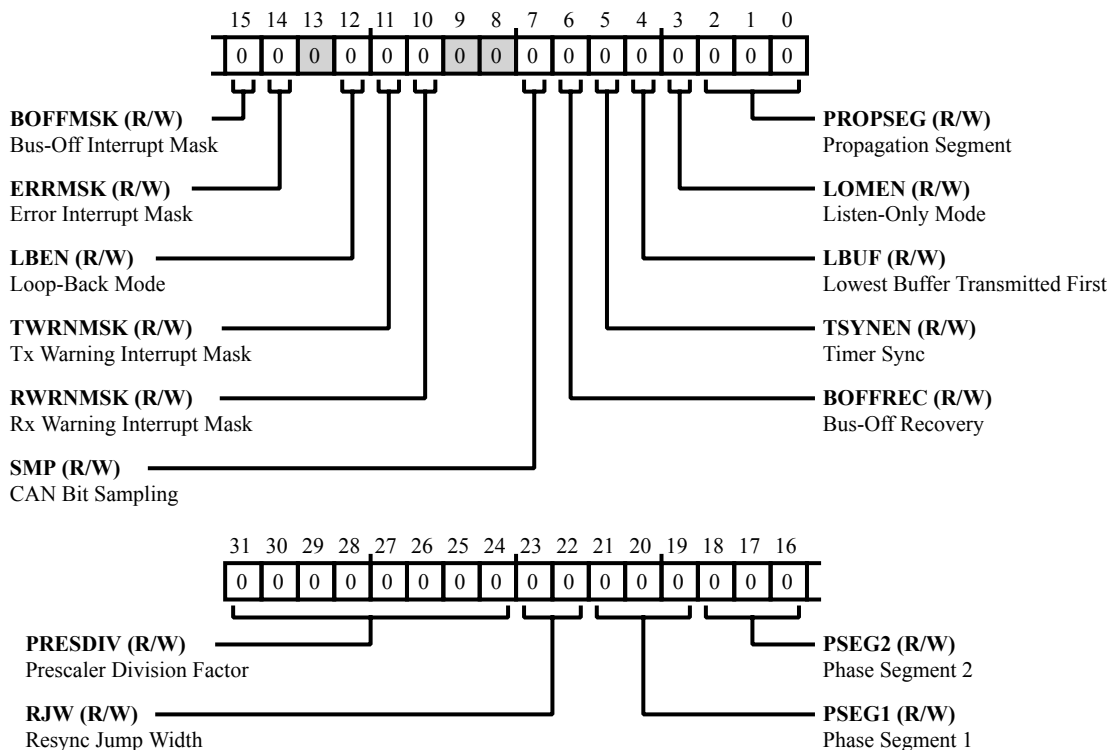 15 14 13 12 11 10 9 8 7 6 5 4 3 2 1 0
0 0 0 0 0 0 0 0 0 0 0 0 0 0 0 0
BOFFMSK (R/W)
Bus-Off Interrupt Mask
ERRMSK (R/W)
Error Interrupt Mask
LBEN (R/W)
Loop-Back Mode
TWRNMSK (R/W)
Tx Warning Interrupt Mask
RWRNMSK (R/W)
Rx Warning Interrupt Mask
SMP (R/W)
CAN Bit Sampling
PROPSEG (R/W)
Propagation Segment
LOMEN (R/W)
Listen-Only Mode
LBUF (R/W)
Lowest Buffer Transmitted First
TSYNEN (R/W)
Timer Sync
BOFFREC (R/W)
Bus-Off Recovery
31 30 29 28 27 26 25 24 23 22 21 20 19 18 17 16
0 0 0 0 0 0 0 0 0 0 0 0 0 0 0 0
PRESDIV (R/W)
Prescaler Division Factor
RJW (R/W)
Resync Jump Width
PSEG2 (R/W)
Phase Segment 2
PSEG1 (R/W)
Phase Segment 1